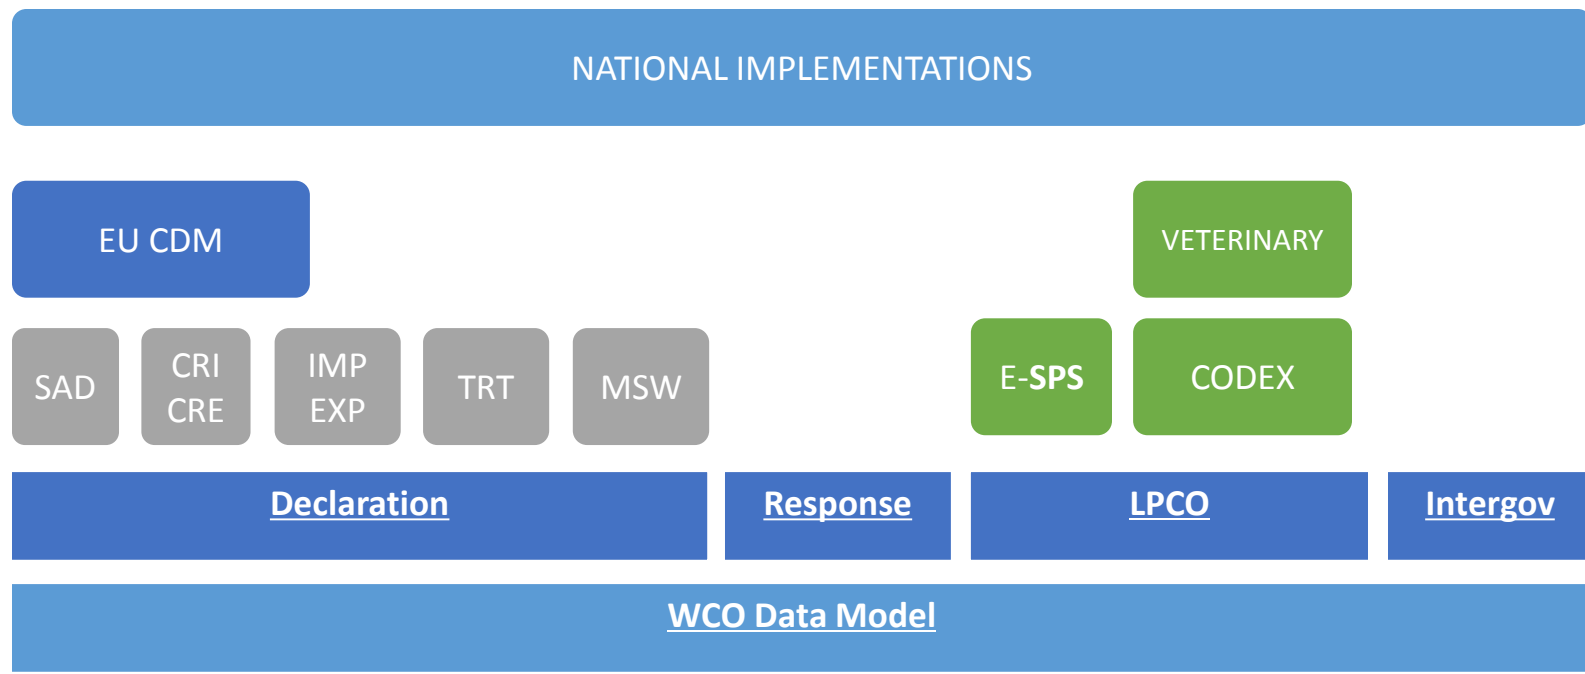 NATIONAL IMPLEMENTATIONS
EU CDM
VETERINARY
SAD
CRI
CRE
IMP
EXP
TRT
MSW
E-SPS
CODEX
Declaration
Response
LPCO
Intergov
WCO Data Model